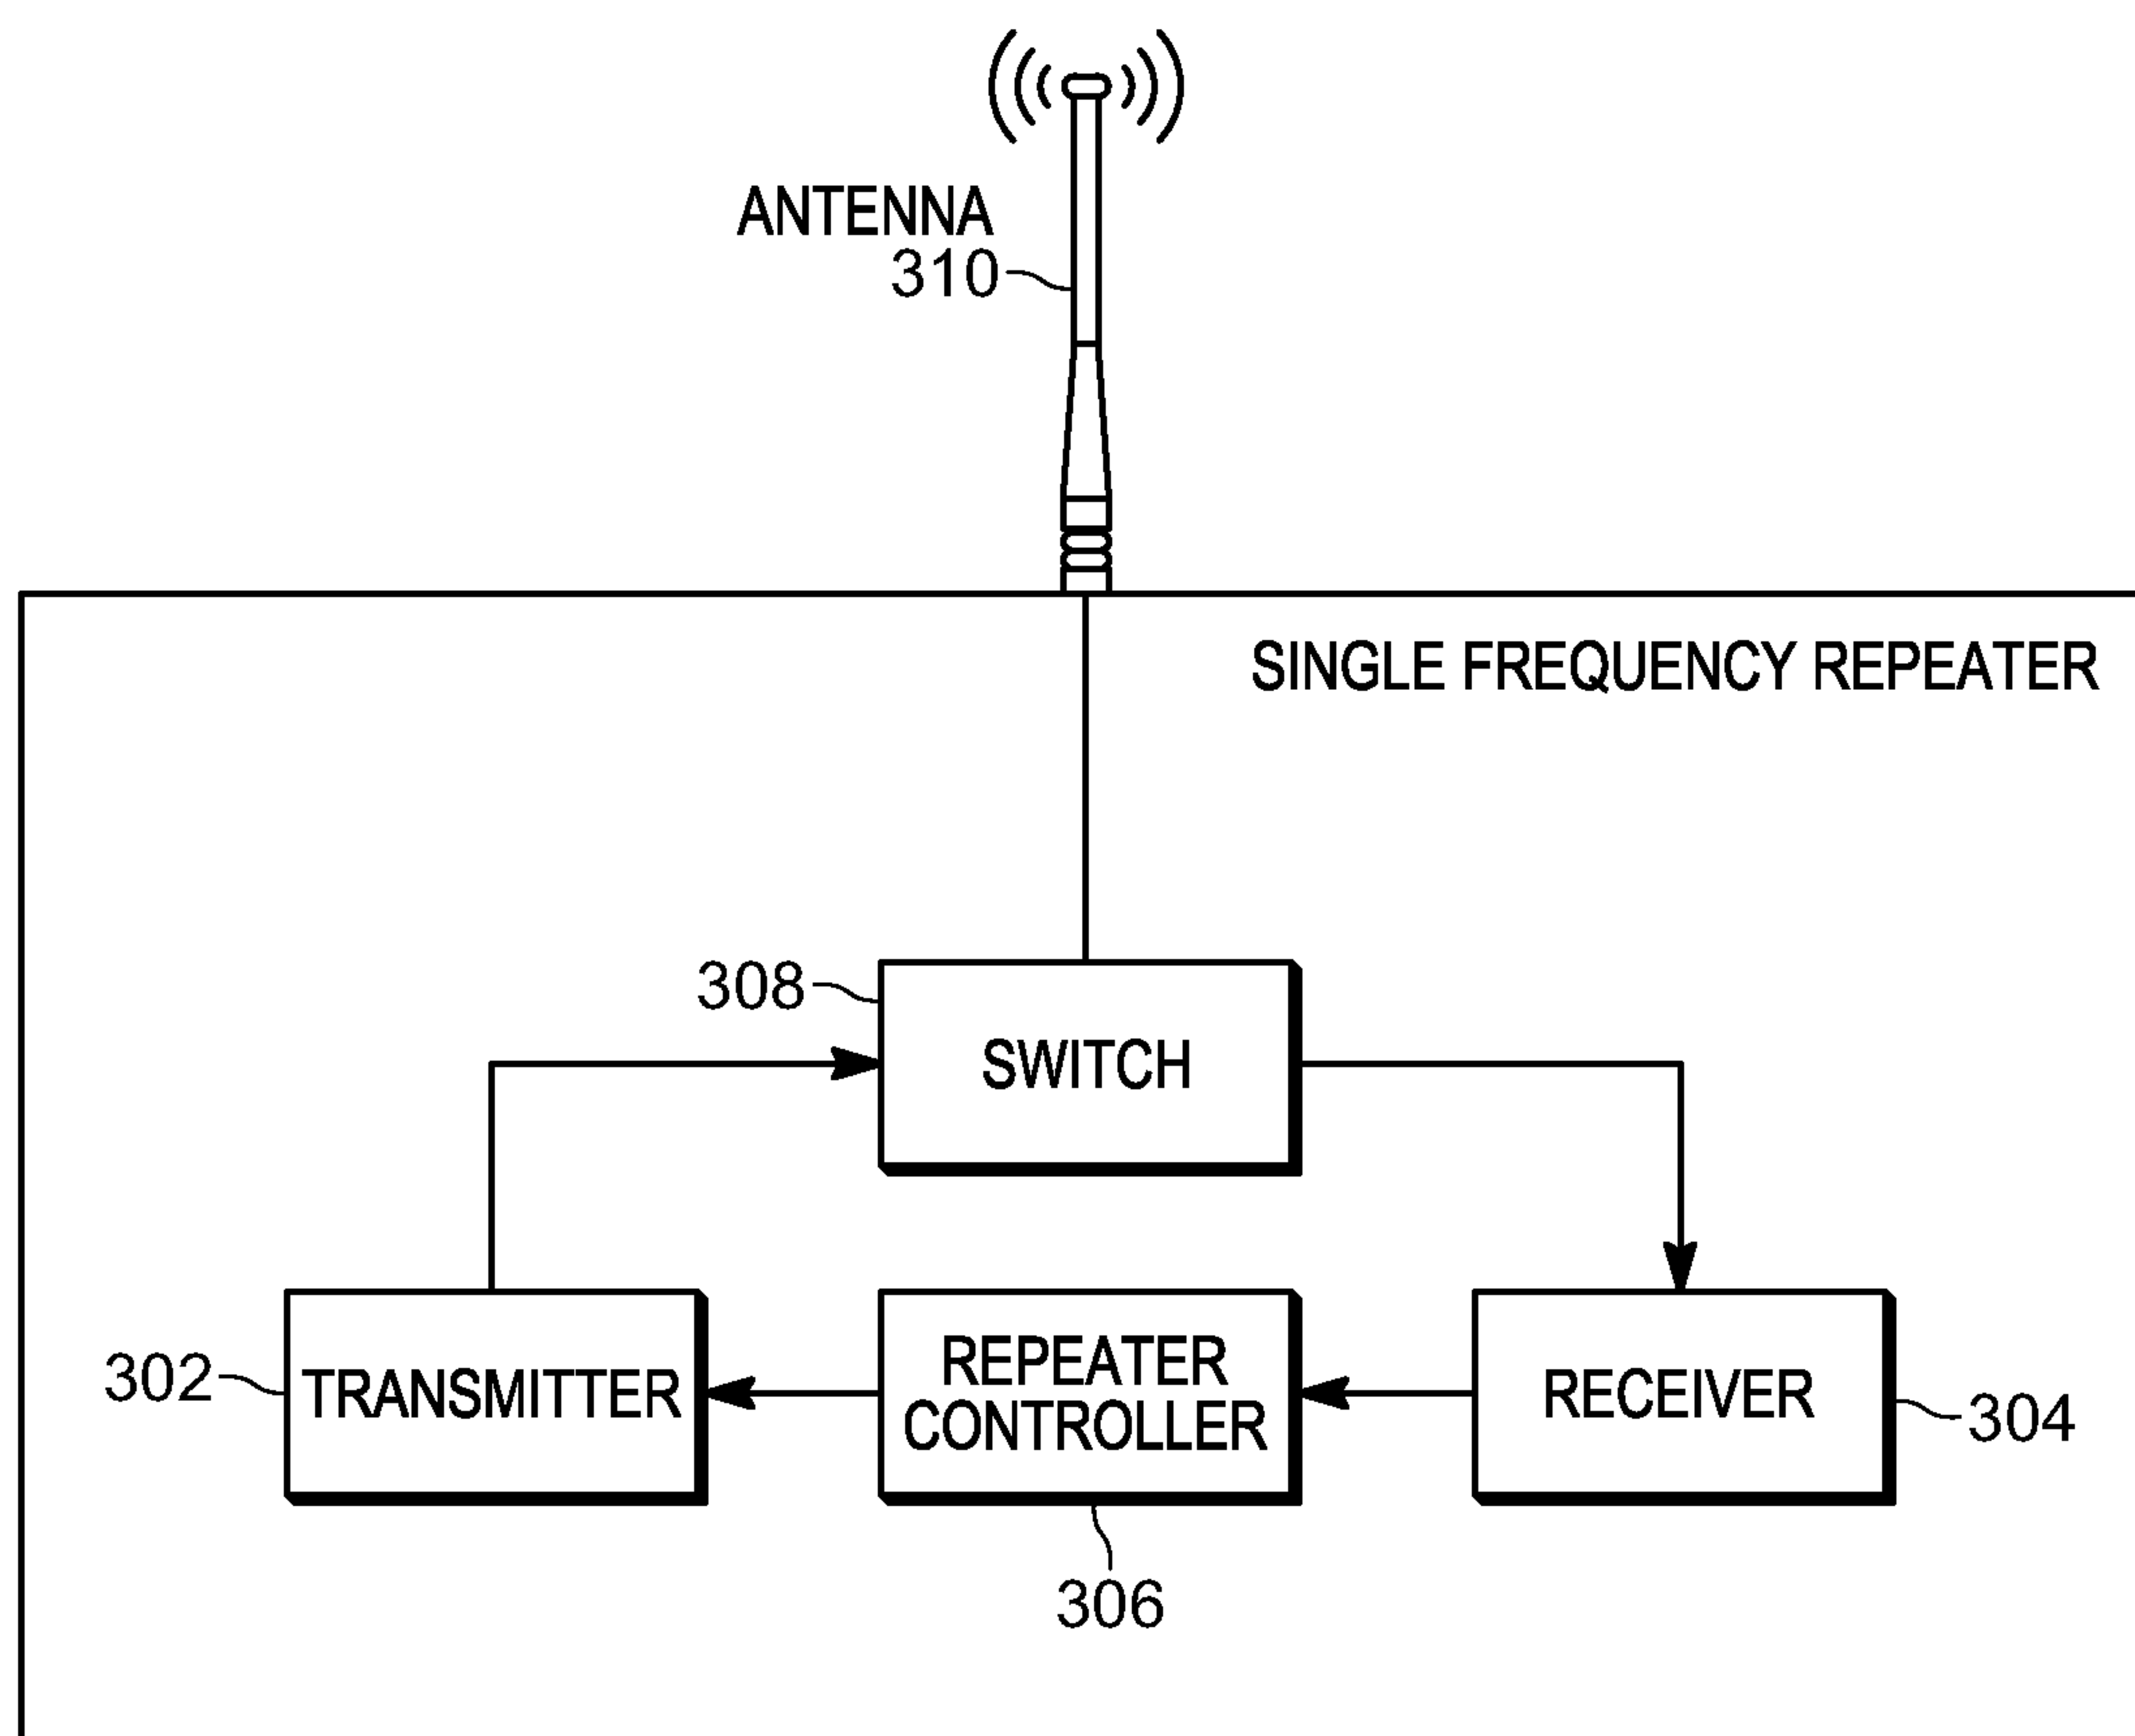 ANTENNA
310
SINGLE FREQUENCY REPEATER
308
SWITCH
302
TRANSMITTER
REPEATER
CONTROLLER
RECEIVER
304
306